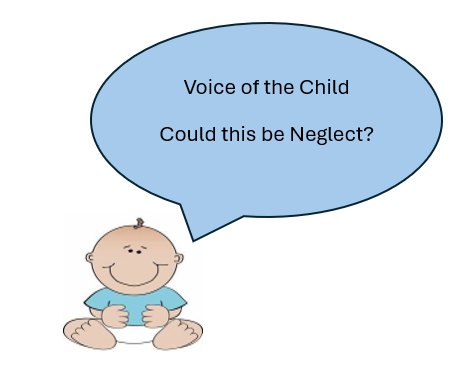 Voice of the Child
Could this be Neglect?